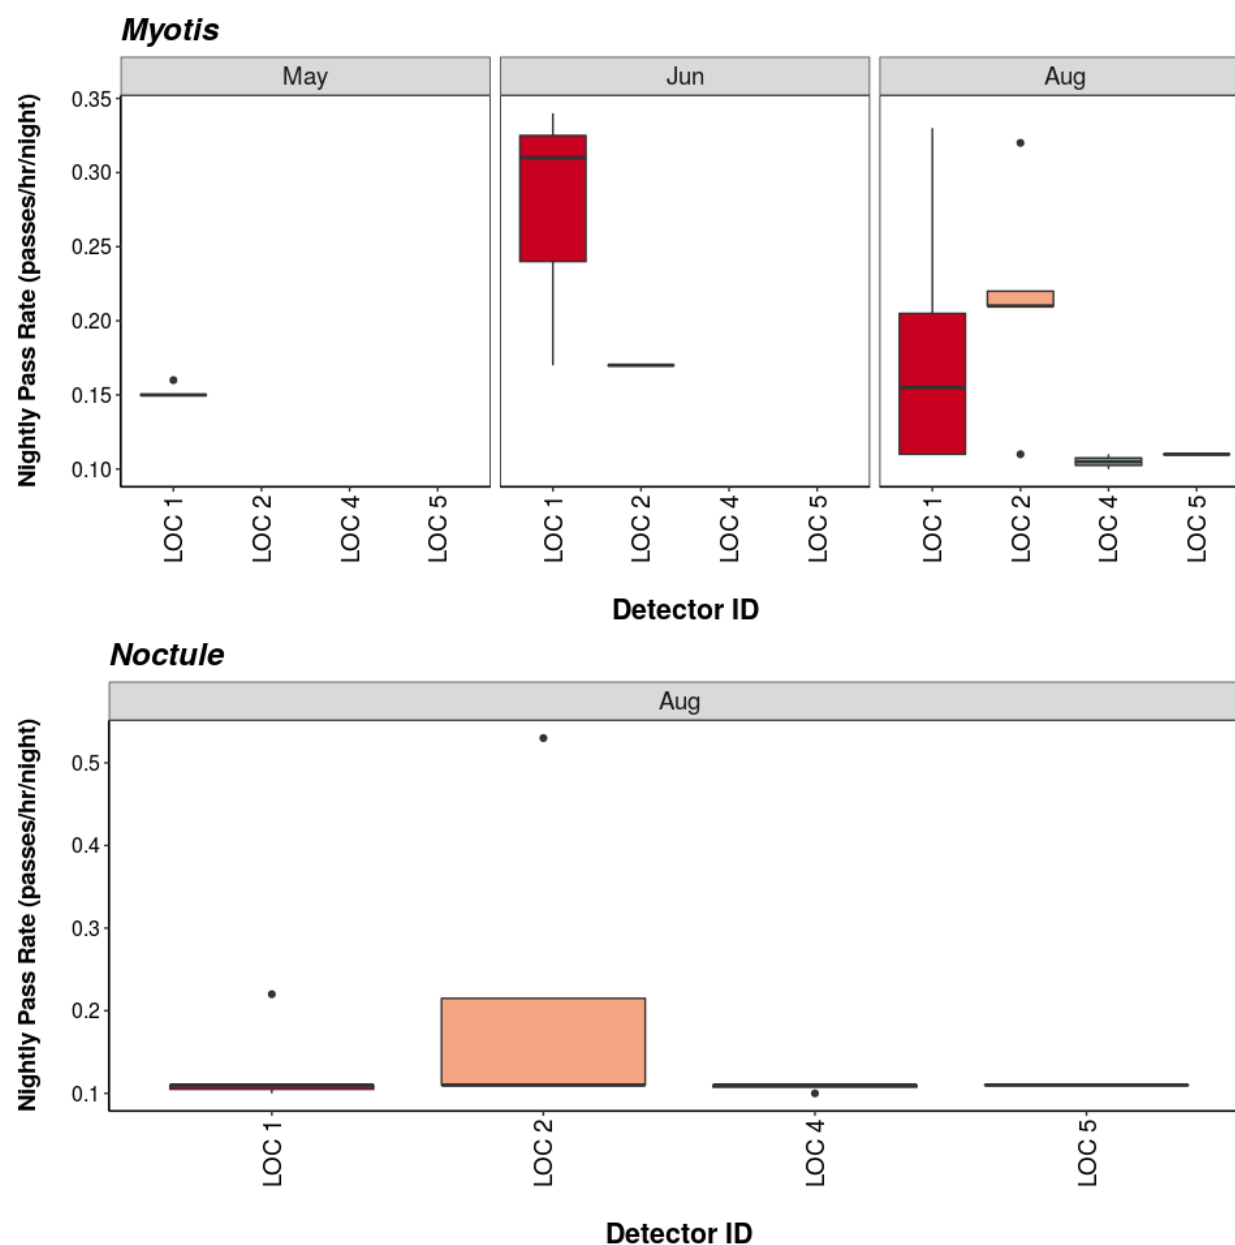 Myotis
May Jun Aug
Nightly Pass Rate (passes/hr/night)
0.35
0.30
0.25
0.20
0.15
0.10
LOC 1 LOC 2 LOC 4 LOC 5 LOC 1 LOC 2 LOC 4 LOC 5 LOC 1 LOC 2 LOC 4 LOC 5
Detector ID
Noctule
Aug
Nightly Pass Rate (passes/hr/night)
0.5
0.4
0.3
0.2
0.1
LOC 1 LOC 2 LOC 4 LOC 5
Detector ID